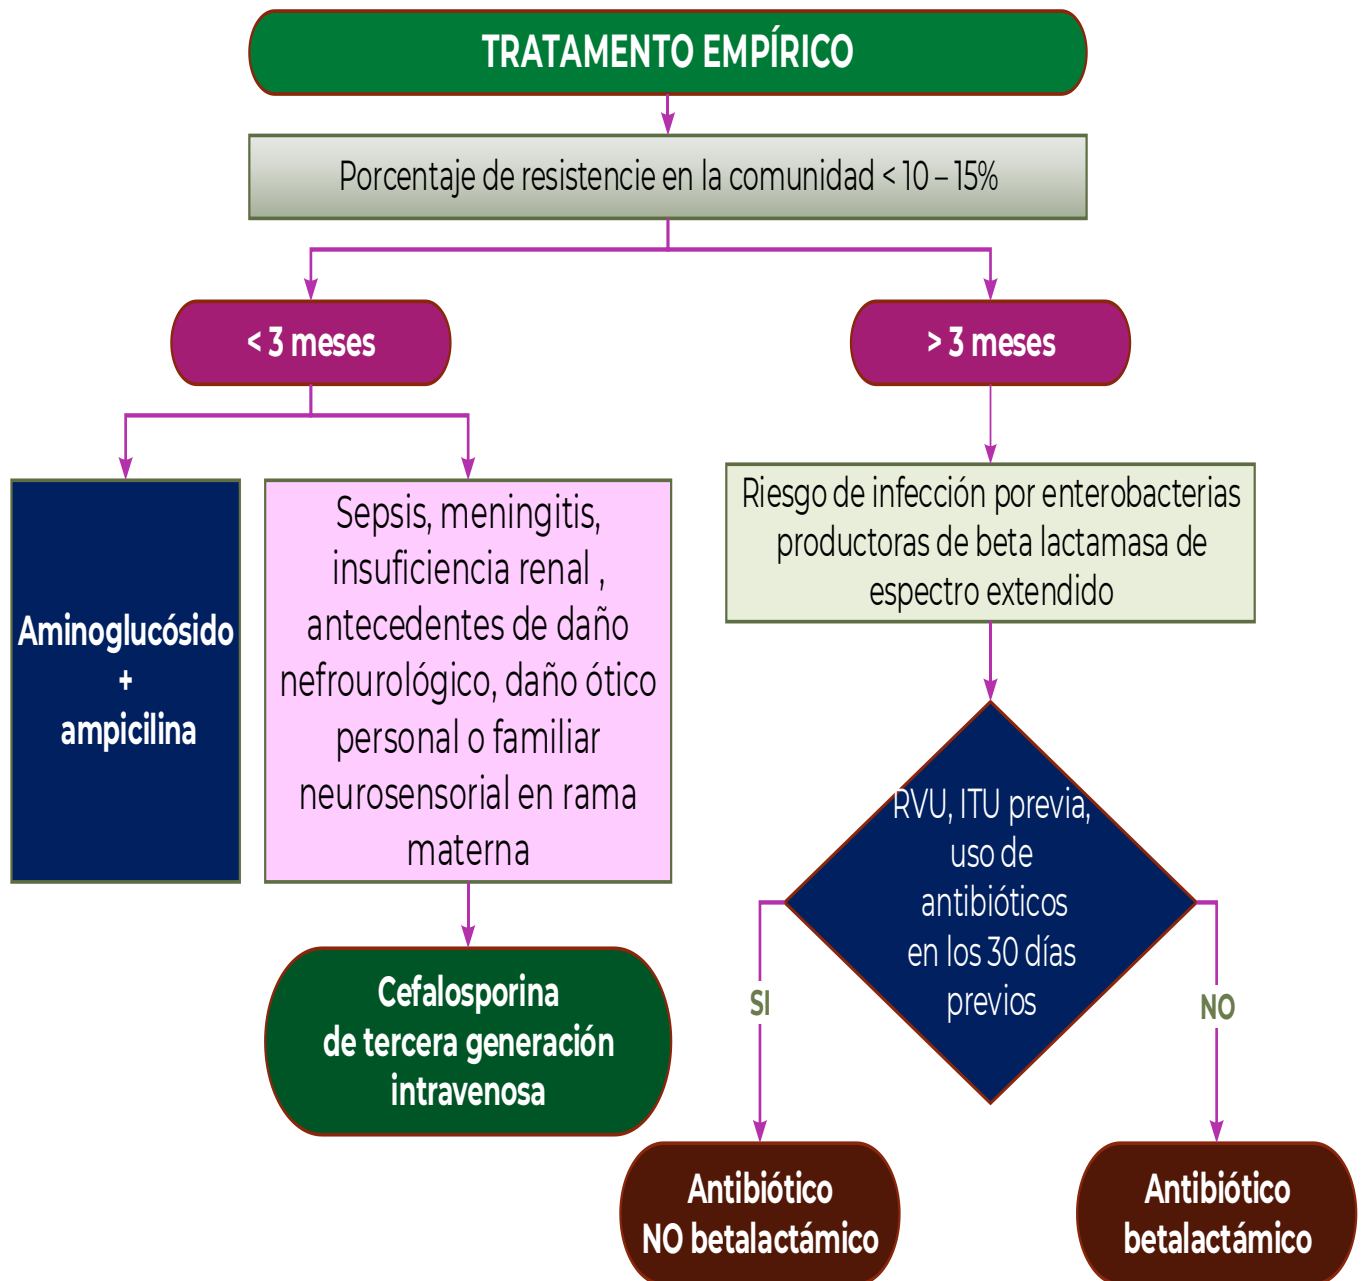 TRATAMENTO EMPÍRICO
Porcentaje de resistencie en la comunidad < 10 – 15%
< 3 meses
> 3 meses
Aminoglucósido
+
ampicilina
Sepsis, meningitis,
insuficiencia renal ,
antecedentes de daño
nefrourológico, daño ótico
personal o familiar
neurosensorial en rama
materna
Cefalosporina
de tercera generación
intravenosa
Riesgo de infección por enterobacterias
productoras de beta lactamasa de
espectro extendido
RVU, ITU previa,
uso de
antibióticos
en los 30 días
previos
SI
NO
Antibiótico
NO betalactámico
Antibiótico
betalactámico